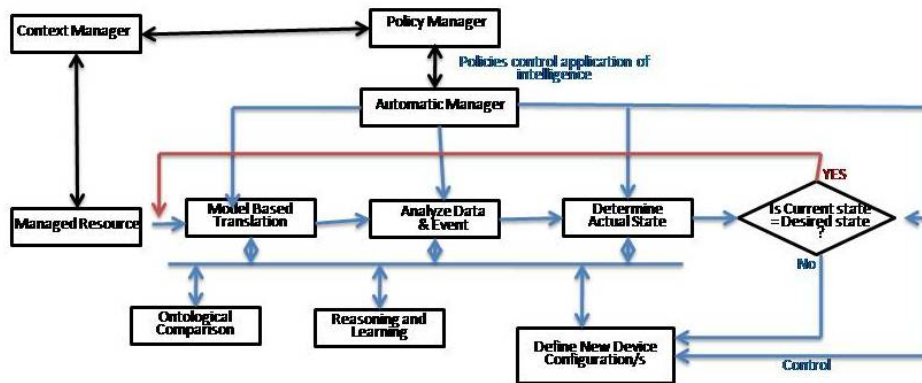 Policy Manager
Context Manager
Policies control application of
intelligence
Automatic Manager
YES
Managed Resource
Model Based
Translation
Analyze Data
& Event
Determine
Actual State
Is Current state
= Desired state
?
No
Ontological
Comparison
Reasoning and
Learning
Define New Device
Configuration/s
Control